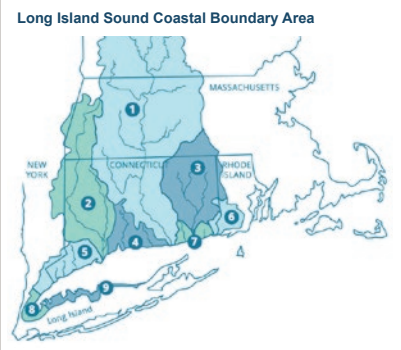 Long Island Sound Coastal Boundary Area
1
MASSACHUSETTS
NEW
YORK
CONNECTICUT
3
RHODE
ISLAND
2
6
4
7
5
9
8
Long Island